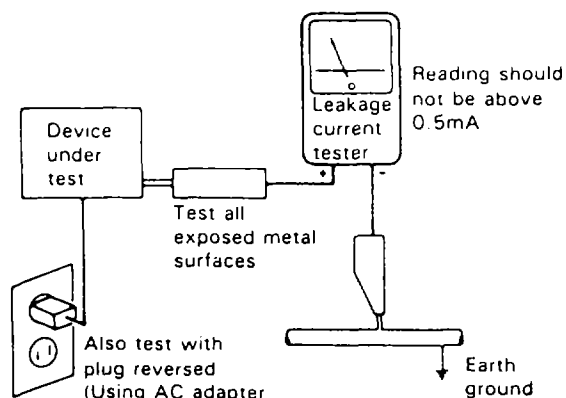 Device
under
test
Leakage
current
tester
+ -
Reading should
not be above
0.5mA
Test all
exposed metal
surfaces
Also test with
plug reversed
(Using AC adapter
Earth
ground